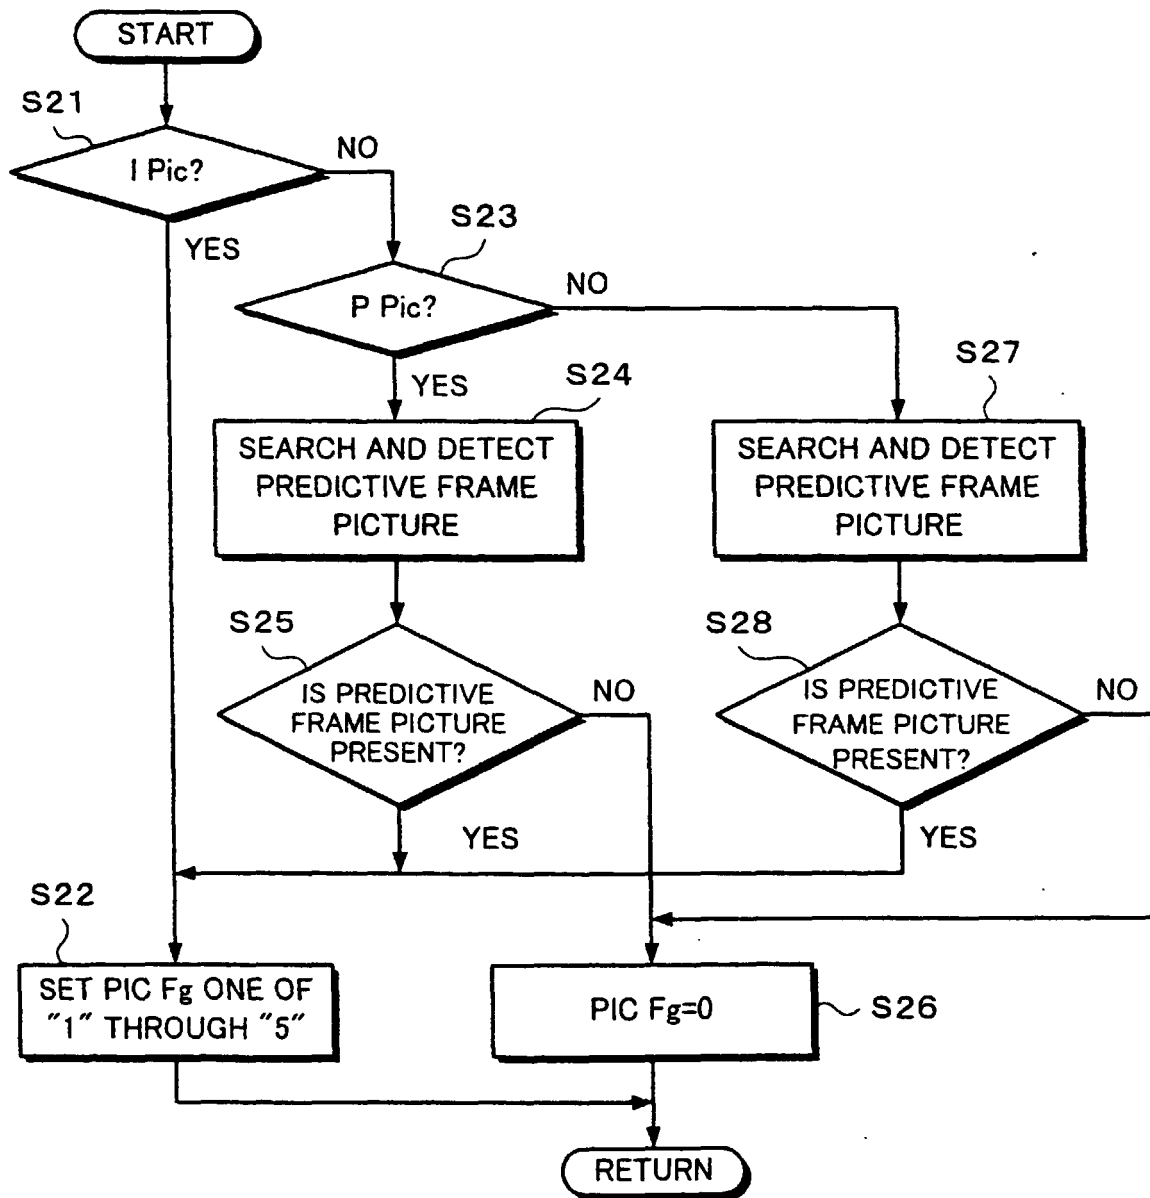 START
S21
I Pic?
NO
YES
S23
P Pic?
NO
YES
S24
SEARCH AND DETECT
PREDICTIVE FRAME
PICTURE
S27
SEARCH AND DETECT
PREDICTIVE FRAME
PICTURE
S25
IS PREDICTIVE
FRAME PICTURE
PRESENT?
NO
YES
S28
IS PREDICTIVE
FRAME PICTURE
PRESENT?
NO
YES
S22
SET PIC Fg ONE OF
"1" THROUGH "5"
PIC Fg=0
S26
RETURN